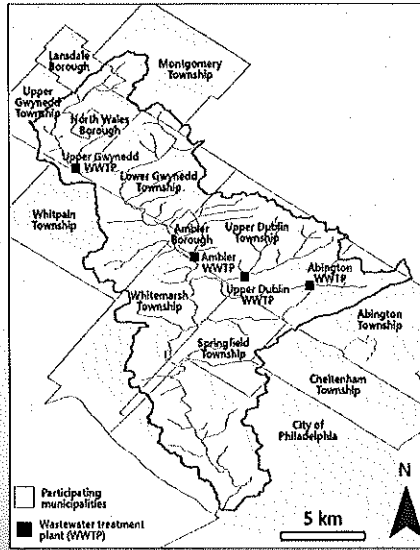 Lansdale
Borough
Montgomery
Township
Upper
Gwynedd
Township
North Wales
Borough
Upper Gwynedd
WWTP
Lower Gwynedd
Township
Whitpain
Township
Ambler
Borough
Upper Dublin
Township
Ambler
WWTP
Abington
WWTP
Upper Dublin
WWTP
Whitemarsh
Township
Abington
Township
Springfield
Township
Cheltenham
Township
City of
Philadelphia
N
Participating
municipalities
Wastewater treatment
plant (WWTP)
5 km